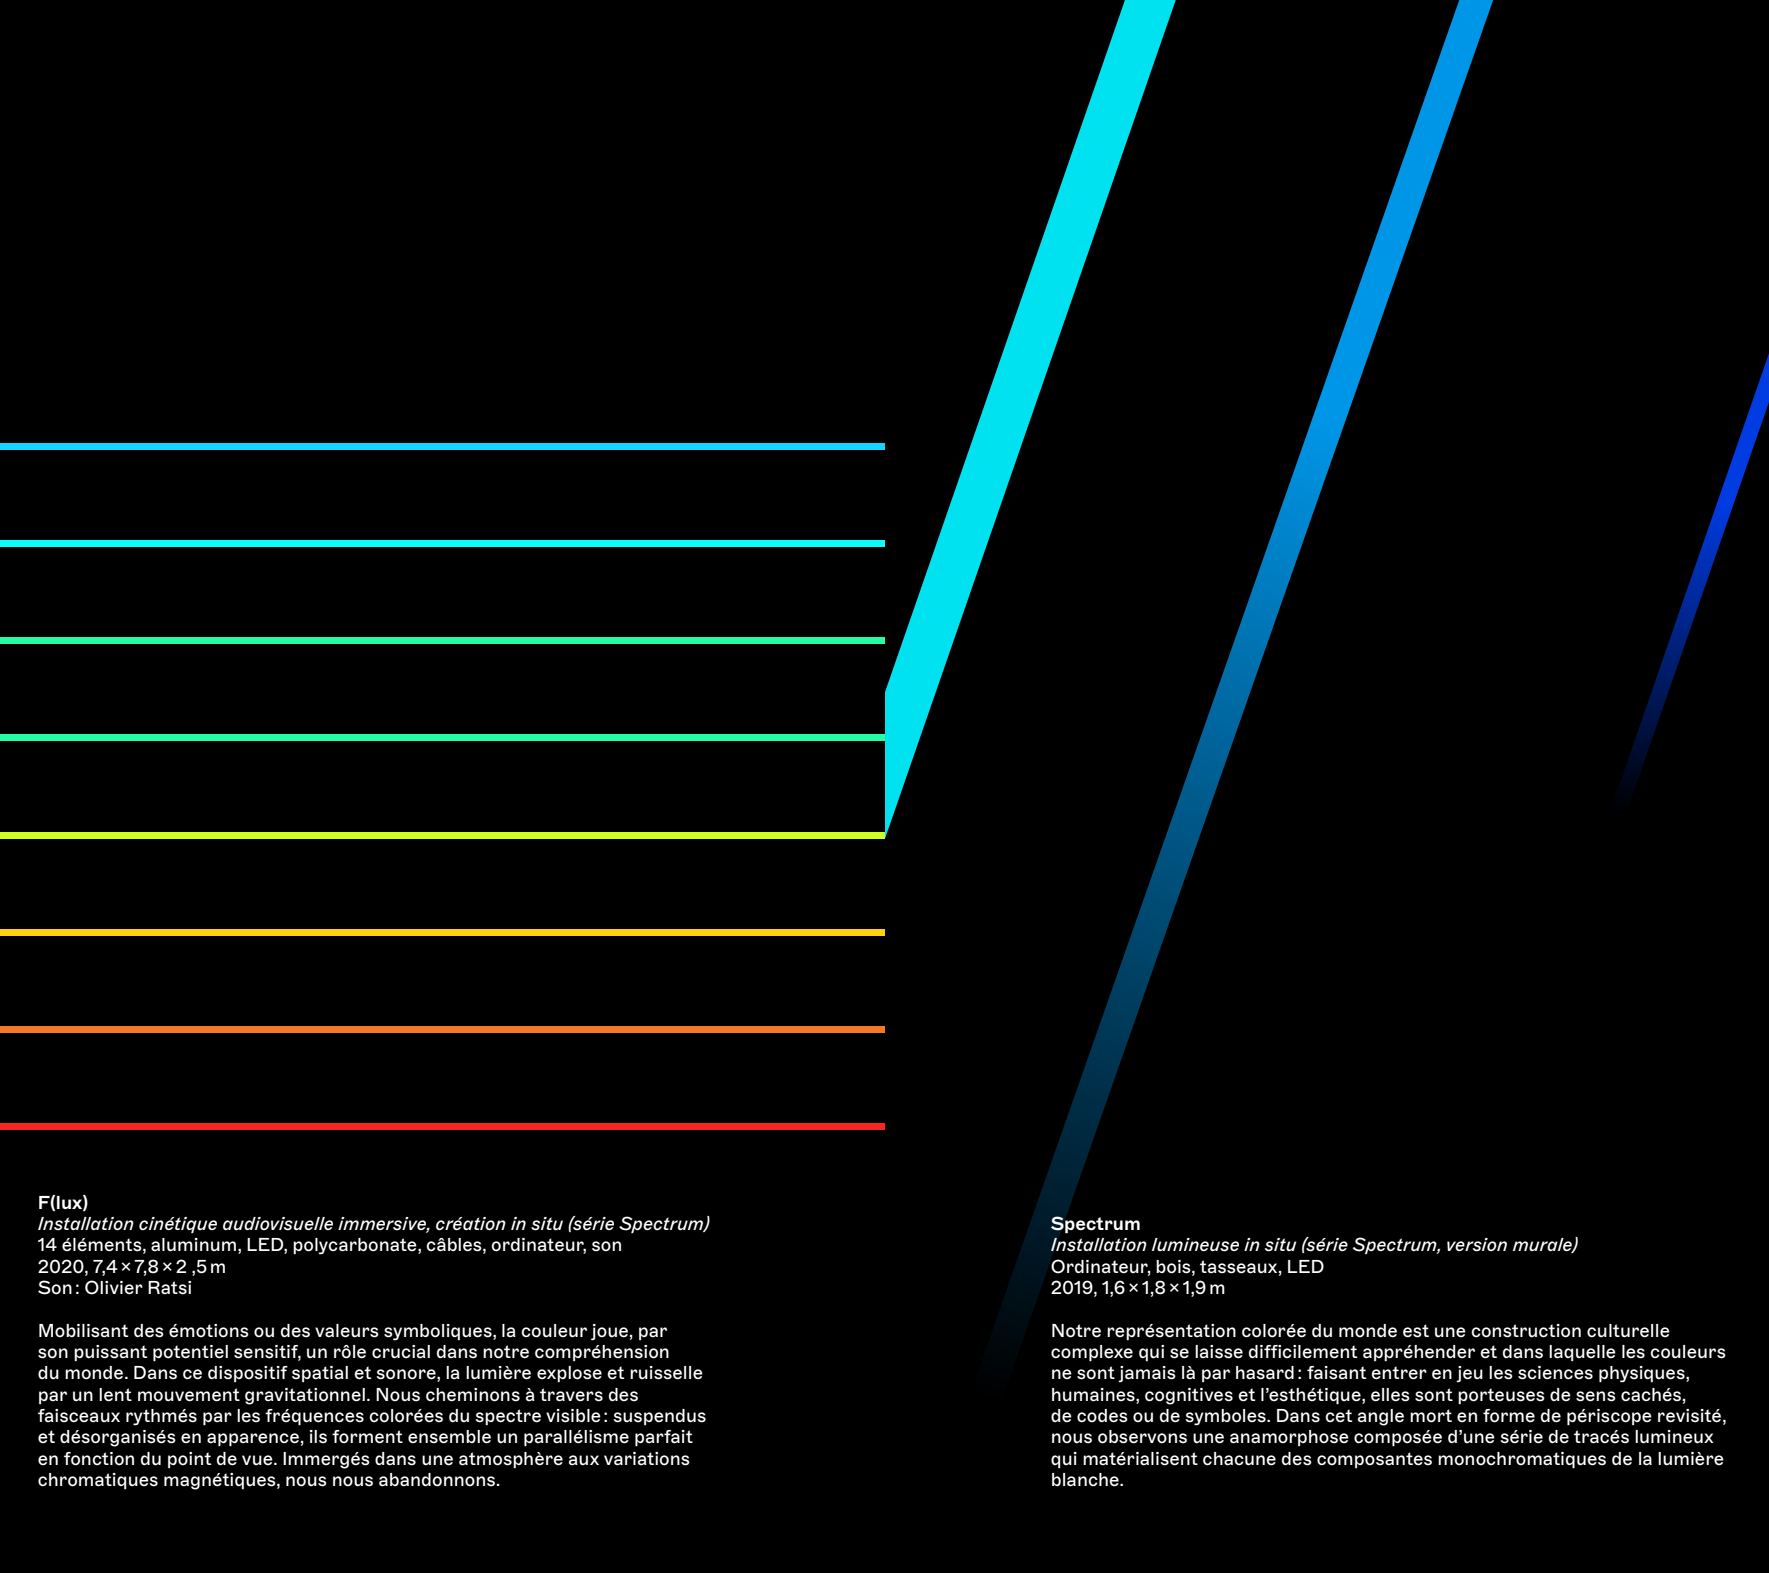 F(lux)
Installation cinétique audiovisuelle immersive, création in situ (série Spectrum)
14 éléments, aluminum, LED, polycarbonate, câbles, ordinateur, son
2020, 7,4 × 7,8 × 2 ,5 m
Son : Olivier Ratsi
Mobilisant des émotions ou des valeurs symboliques, la couleur joue, par
son puissant potentiel sensitif, un rôle crucial dans notre compréhension
du monde. Dans ce dispositif spatial et sonore, la lumière explose et ruisselle
par un lent mouvement gravitationnel. Nous cheminons à travers des
faisceaux rythmés par les fréquences colorées du spectre visible : suspendus
et désorganisés en apparence, ils forment ensemble un parallélisme parfait
en fonction du point de vue. Immergés dans une atmosphère aux variations
chromatiques magnétiques, nous nous abandonnons.
Spectrum
Installation lumineuse in situ (série Spectrum, version murale)
Ordinateur, bois, tasseaux, LED
2019, 1,6 × 1,8 × 1,9 m
Notre représentation colorée du monde est une construction culturelle
complexe qui se laisse difficilement appréhender et dans laquelle les couleurs
ne sont jamais là par hasard : faisant entrer en jeu les sciences physiques,
humaines, cognitives et l’esthétique, elles sont porteuses de sens cachés,
de codes ou de symboles. Dans cet angle mort en forme de périscope revisité,
nous observons une anamorphose composée d’une série de tracés lumineux
qui matérialisent chacune des composantes monochromatiques de la lumière
blanche.